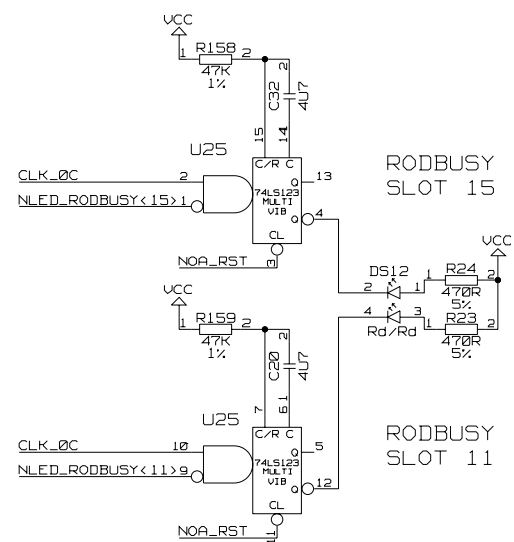 VCC
1 R158 2
47K
1%
2
C32
4U7
15
14
U25
C/R C
CLK_0C 2
Q 13
74LS123
MULTI
VIB
NLED_RODBUSY<15> 1
Q 4
CL
3
NOA_RST
RODBUSY
SLOT 15
VCC
DS12
2 1
1 R24 2
470R
5%
4 3
Rd/Rd
1 R23 2
470R
5%
VCC
1 R159 2
47K
1%
2
C20
4U7
1
7
6
U25
C/R C
CLK_0C 10
Q 5
74LS123
MULTI
VIB
NLED_RODBUSY<11> 9
Q 12
CL
11
NOA_RST
RODBUSY
SLOT 11